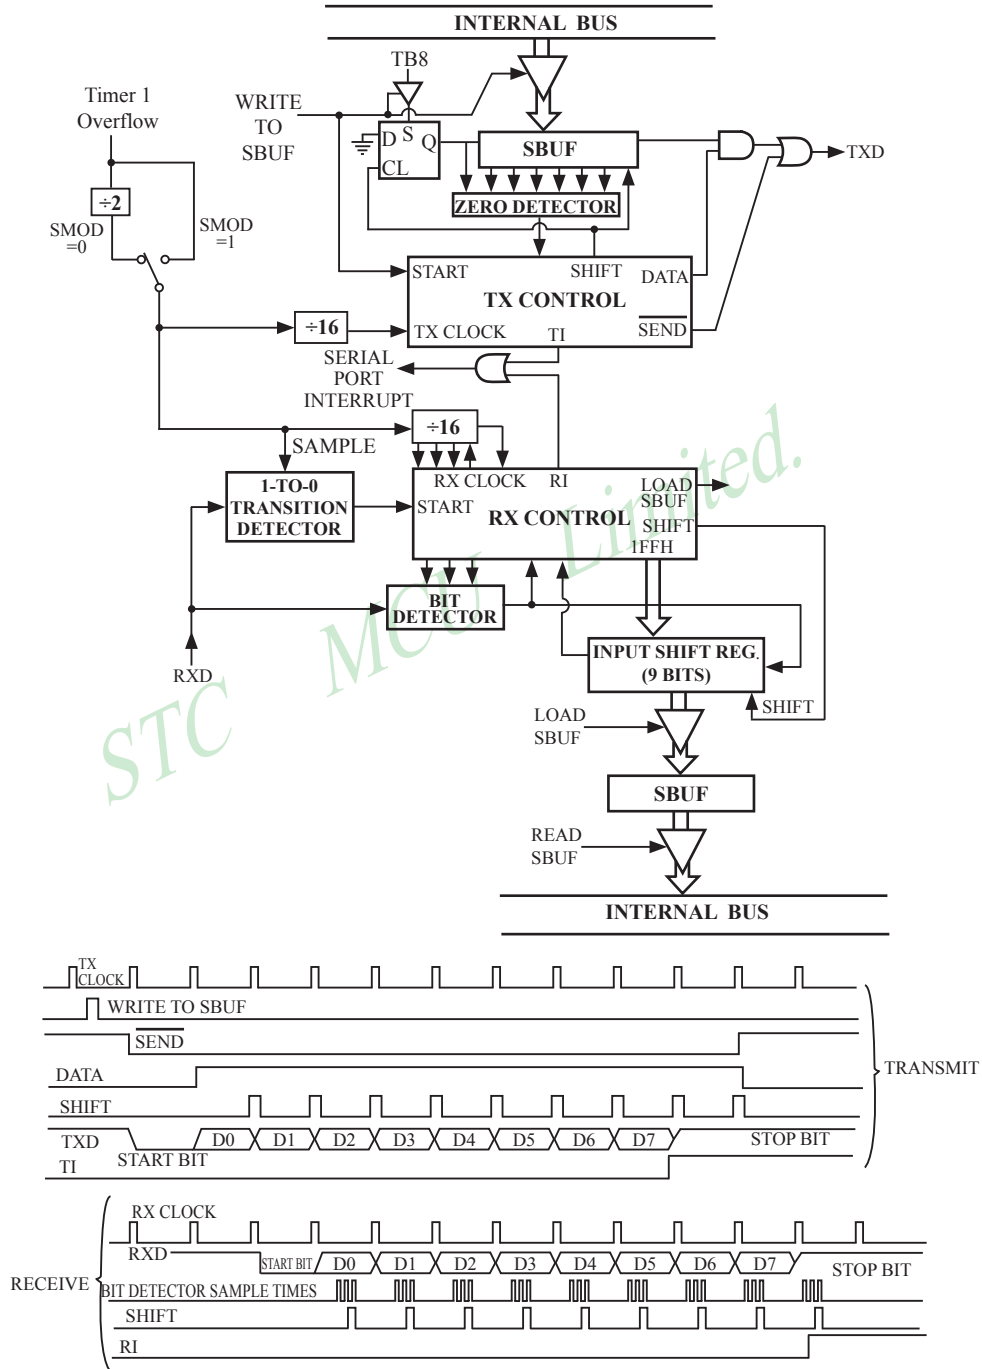 INTERNAL BUS
TB8
Timer 1
Overflow
WRITE
TO
SBUF
D S Q
CL
SBUF
TXD
÷2
ZERO DETECTOR
SMOD
=0
SMOD
=1
START
SHIFT
DATA
TX CONTROL
÷16
TX CLOCK
TI
SEND
SERIAL
PORT
INTERRUPT
÷16
SAMPLE
1-TO-0
TRANSITION
DETECTOR
RX CLOCK
RI
LOAD
SBUF
START
RX CONTROL
SHIFT
1FFH
BIT
DETECTOR
RXD
INPUT SHIFT REG.
(9 BITS)
SHIFT
LOAD
SBUF
SBUF
READ
SBUF
INTERNAL BUS
STC MCU Limited.
TX
CLOCK
WRITE TO SBUF
SEND
DATA
TRANSMIT
SHIFT
TXD
START BIT
D0 D1 D2 D3 D4 D5 D6 D7
STOP BIT
TI
RX CLOCK
RXD
START BIT
D0 D1 D2 D3 D4 D5 D6 D7
STOP BIT
RECEIVE
BIT DETECTOR SAMPLE TIMES
SHIFT
RI